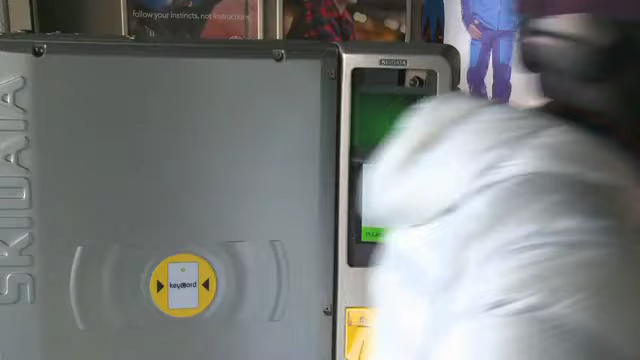 Follow your instincts, not instructions
SKIDATA
SKIDATA
keycard